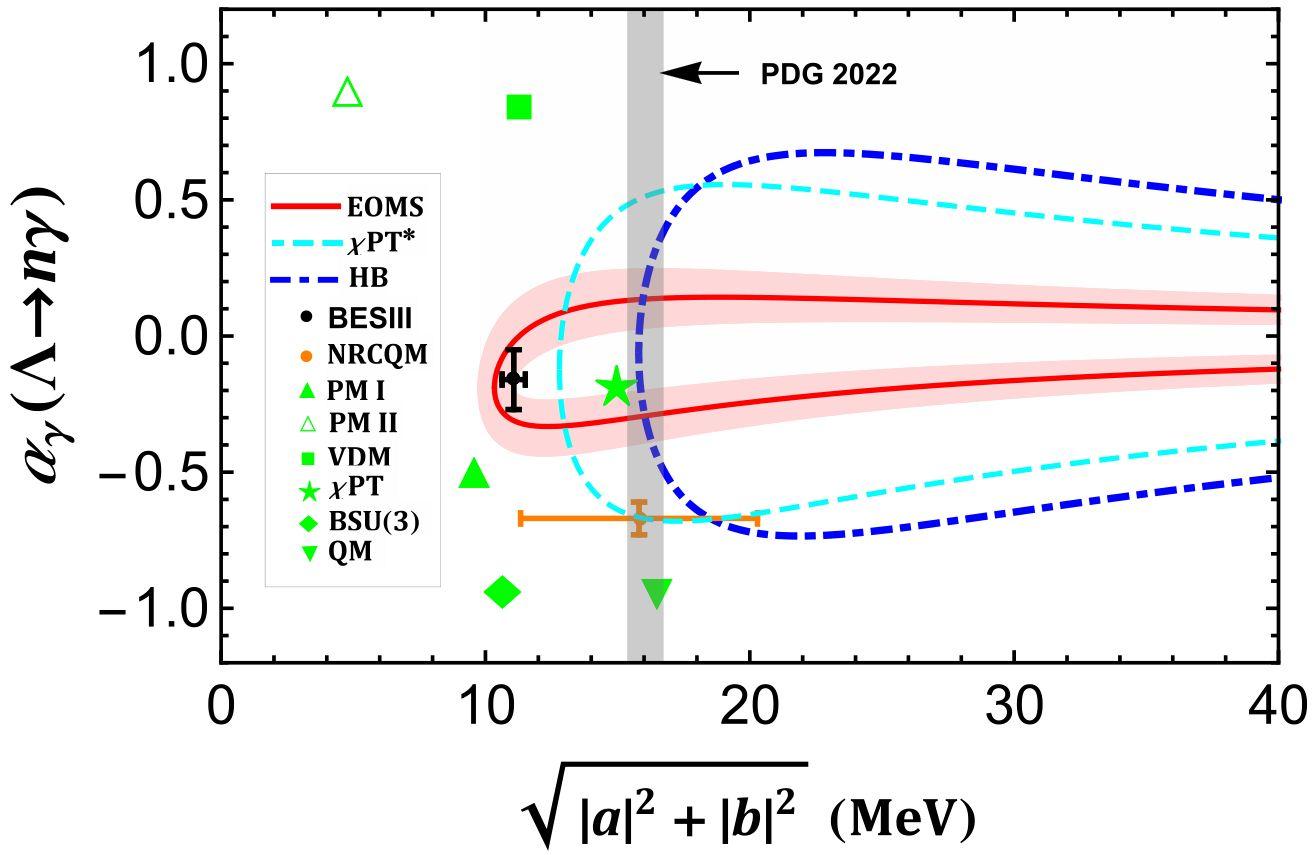 1.0
0.5
0.0
−0.5
−1.0
α_γ(Λ→nγ)
PDG 2022
EOMS
χPT*
HB
BESIII
NRCQM
PM I
PM II
VDM
χPT
BSU(3)
QM
0 10 20 30 40
√|a|² + |b|² (MeV)